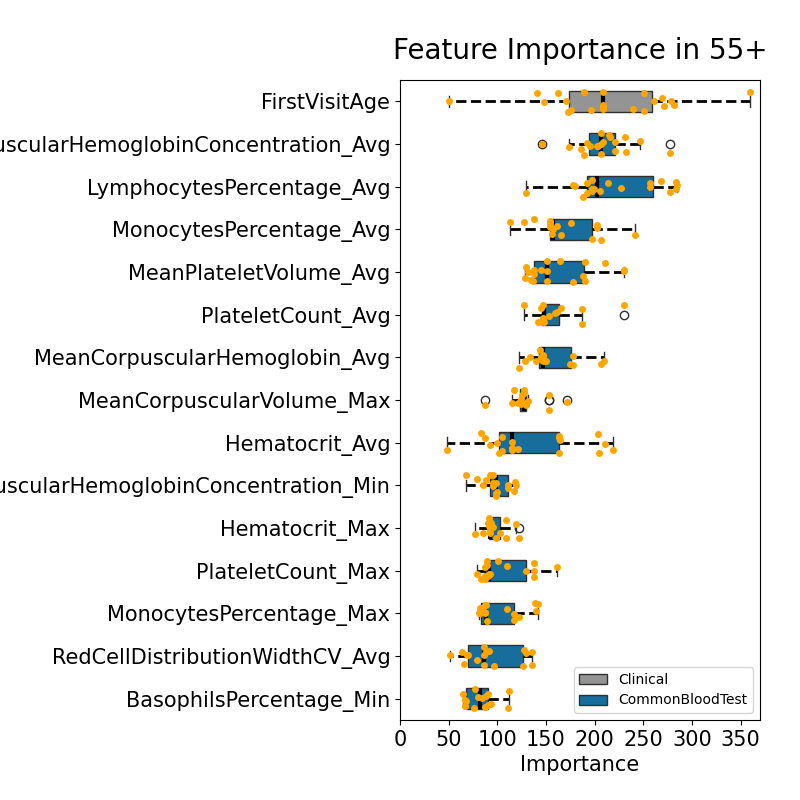 Feature Importance in 55+
FirstVisitAge
uscularHemoglobinConcentration_Avg
LymphocytesPercentage_Avg
MonocytesPercentage_Avg
MeanPlateletVolume_Avg
PlateletCount_Avg
MeanCorpuscularHemoglobin_Avg
MeanCorpuscularVolume_Max
Hematocrit_Avg
uscularHemoglobinConcentration_Min
Hematocrit_Max
PlateletCount_Max
MonocytesPercentage_Max
RedCellDistributionWidthCV_Avg
BasophilsPercentage_Min
Clinical
CommonBloodTest
0 50 100 150 200 250 300 350
Importance